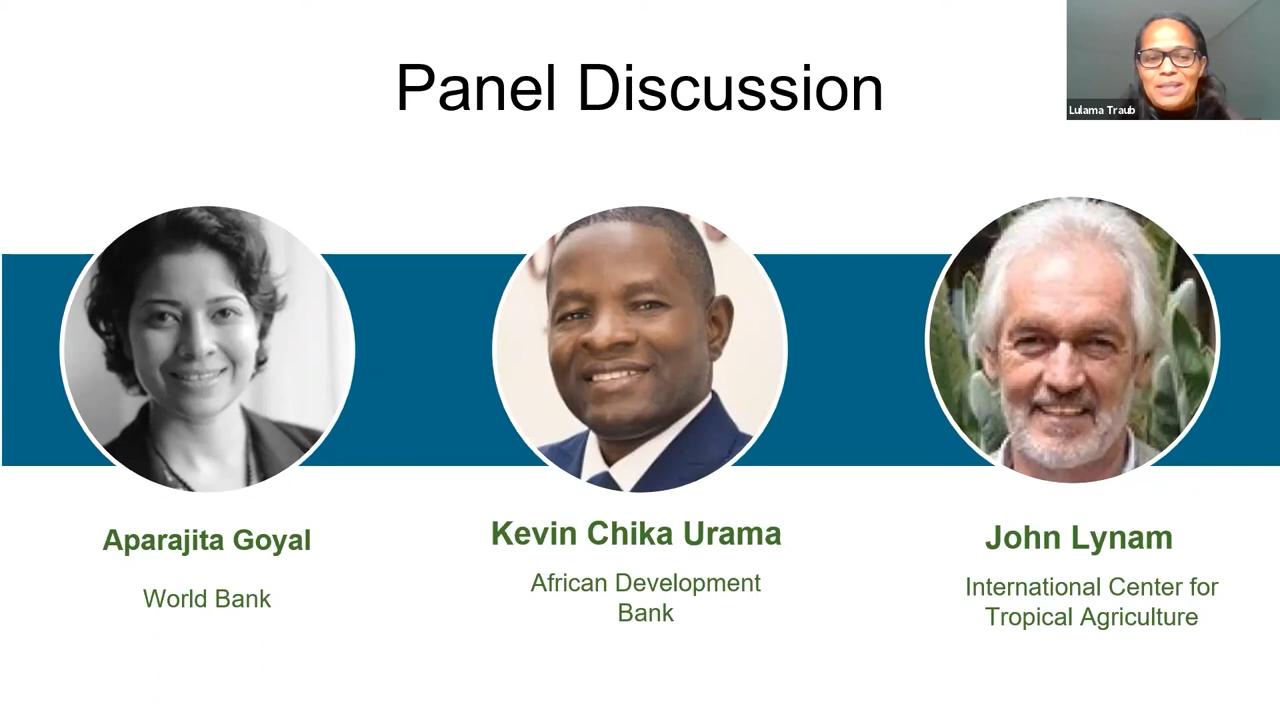 Panel Discussion
Lulama Traub
Aparajita Goyal
World Bank
Kevin Chika Urama
African Development
Bank
John Lynam
International Center for
Tropical Agriculture